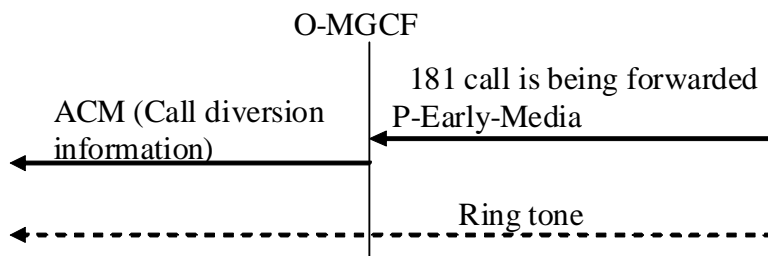 O-MGCF
181 call is being forwarded
P-Early-Media
ACM (Call diversion
information)
Ring tone